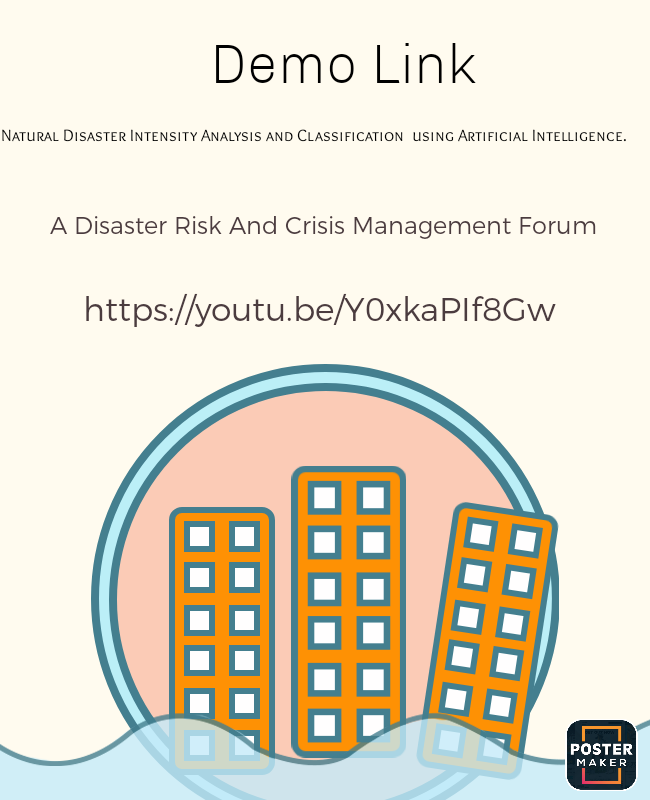 Demo Link
Natural Disaster Intensity Analysis and Classification using Artificial Intelligence.
A Disaster Risk And Crisis Management Forum
https://youtu.be/Y0xkaPIf8Gw
POSTER
MAKER